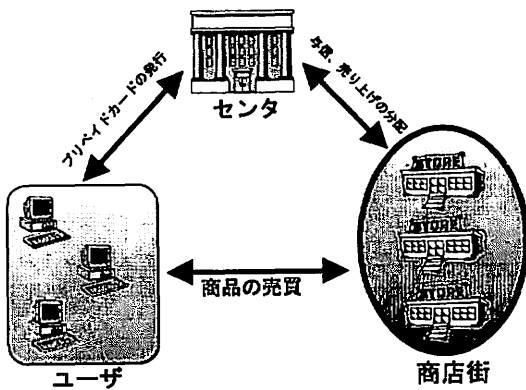 センタ
プリペイドカードの発行
与信、売り上げの分配
STORE
STORE
STORE
商品の売買
ユーザ
商店街